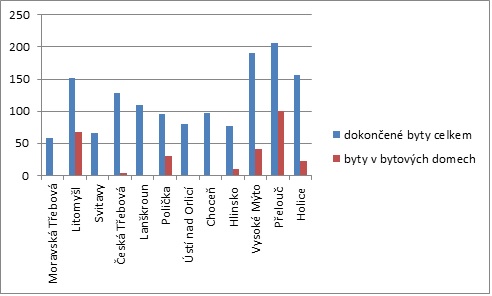 250
200
150
100
50
0
Moravská Třebová
Litomyšl
Svitavy
Česká Třebová
Lanškroun
Polička
Ústí nad Orlicí
Choceň
Hlinsko
Vysoké Mýto
Přelouč
Holice
dokončené byty celkem
byty v bytových domech